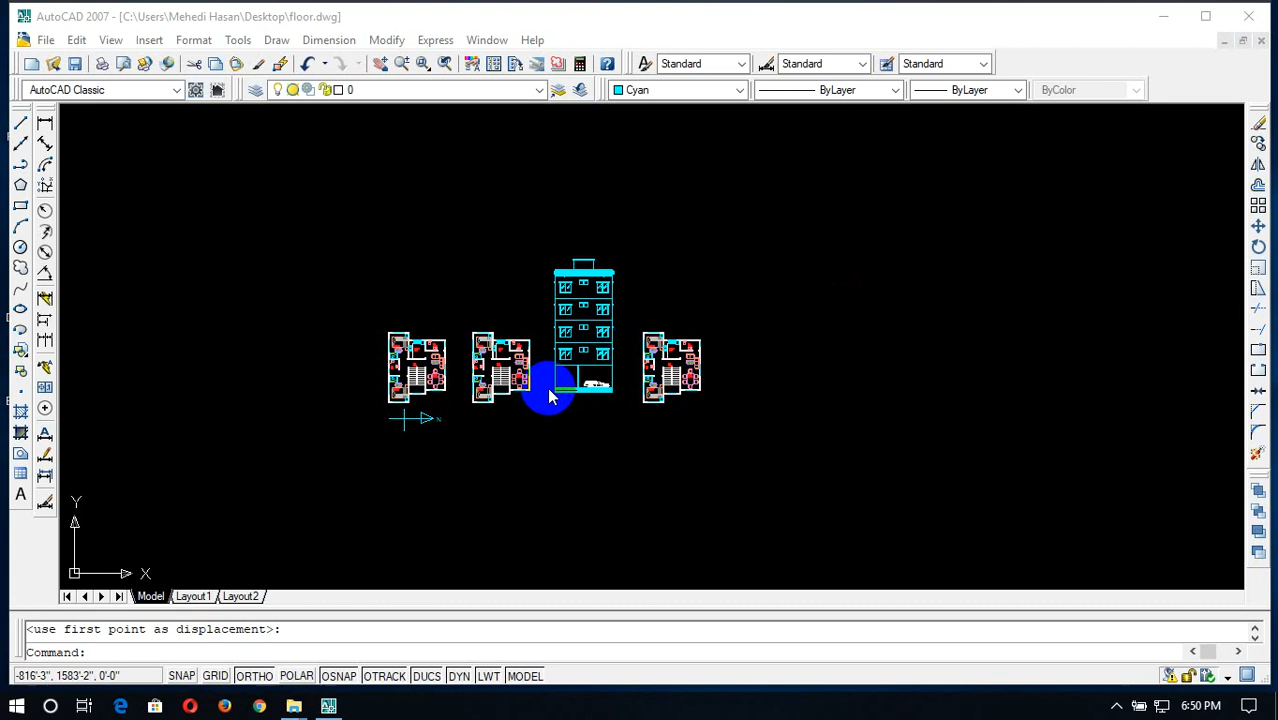 AutoCAD 2007 - [C:\Users\Mehedi Hasan\Desktop\floor.dwg]
File Edit View Insert Format Tools Draw Dimension Modify Express Window Help
Standard Standard Standard
AutoCAD Classic 0 Cyan ByLayer ByLayer ByColor
N
A
A
Y
X
Model Layout1 Layout2
<use first point as displacement>:
Command:
-816'-3", 1583'-2", 0'-0" SNAP GRID ORTHO POLAR OSNAP OTRACK DUCS DYN LWT MODEL
6:50 PM